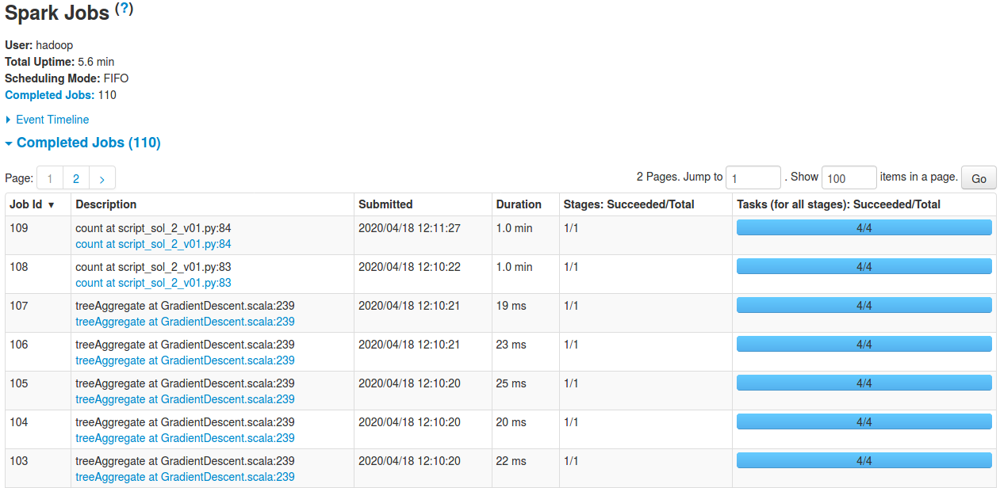 Spark Jobs (?)
User: hadoop
Total Uptime: 5.6 min
Scheduling Mode: FIFO
Completed Jobs: 110
Event Timeline
Completed Jobs (110)
Page: 1 2 > 2 Pages. Jump to 1 . Show 100 items in a page. Go
Job Id ▾ Description Submitted Duration Stages: Succeeded/Total Tasks (for all stages): Succeeded/Total
109 count at script_sol_2_v01.py:84 2020/04/18 12:11:27 1.0 min 1/1 4/4
count at script_sol_2_v01.py:84
108 count at script_sol_2_v01.py:83 2020/04/18 12:10:22 1.0 min 1/1 4/4
count at script_sol_2_v01.py:83
107 treeAggregate at GradientDescent.scala:239 2020/04/18 12:10:21 19 ms 1/1 4/4
treeAggregate at GradientDescent.scala:239
106 treeAggregate at GradientDescent.scala:239 2020/04/18 12:10:21 23 ms 1/1 4/4
treeAggregate at GradientDescent.scala:239
105 treeAggregate at GradientDescent.scala:239 2020/04/18 12:10:20 25 ms 1/1 4/4
treeAggregate at GradientDescent.scala:239
104 treeAggregate at GradientDescent.scala:239 2020/04/18 12:10:20 20 ms 1/1 4/4
treeAggregate at GradientDescent.scala:239
103 treeAggregate at GradientDescent.scala:239 2020/04/18 12:10:20 22 ms 1/1 4/4
treeAggregate at GradientDescent.scala:239